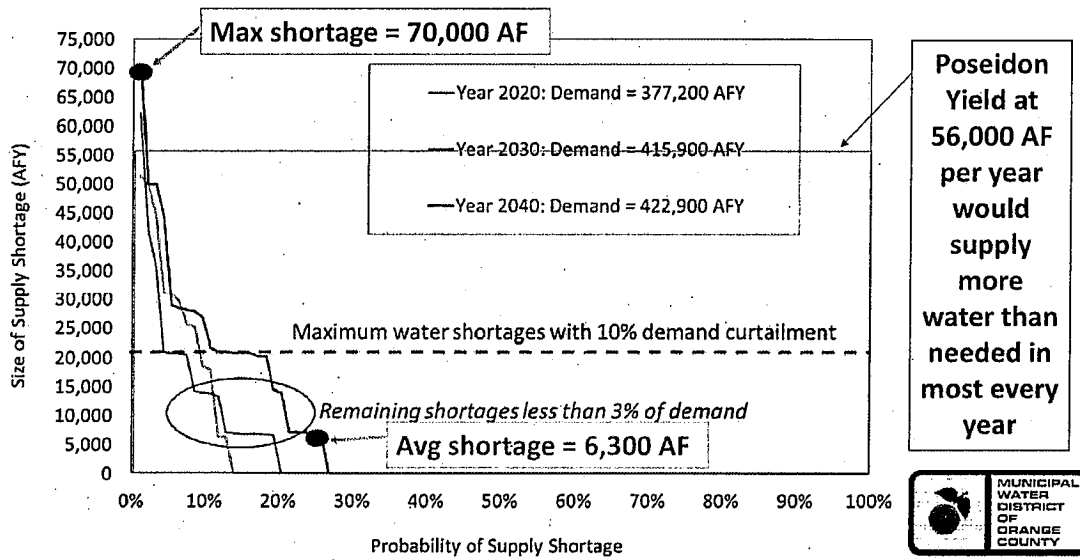 Max shortage = 70,000 AF
Size of Supply Shortage (AFY)
75,000
70,000
65,000
60,000
55,000
50,000
45,000
40,000
35,000
30,000
25,000
20,000
15,000
10,000
5,000
0
Year 2020: Demand = 377,200 AFY
Year 2030: Demand = 415,900 AFY
Year 2040: Demand = 422,900 AFY
Maximum water shortages with 10% demand curtailment
Remaining shortages less than 3% of demand
Avg shortage = 6,300 AF
0% 10% 20% 30% 40% 50% 60% 70% 80% 90% 100%
Probability of Supply Shortage
Poseidon
Yield at
56,000 AF
per year
would
supply
more
water than
needed in
most every
year
MUNICIPAL
WATER
DISTRICT
OF
ORANGE
COUNTY